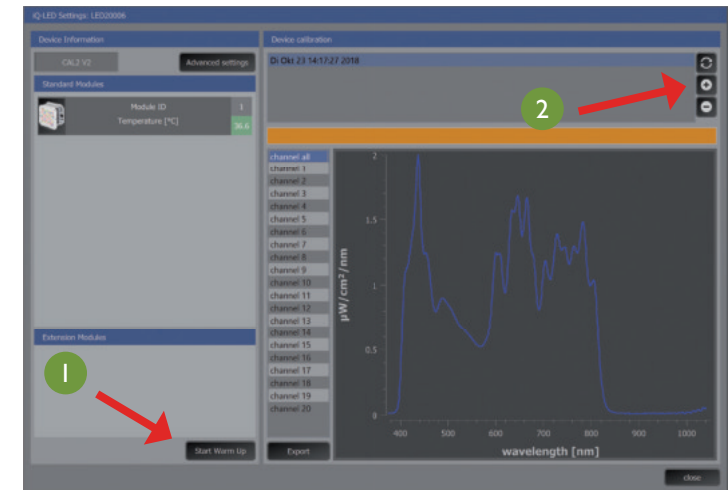 IQ-LED Settings: LED20006
Device Information
CAL2 V2
Advanced settings
Standard Modules
Module ID
1
Temperature [°C]
36.6
Extension Modules
1
Start Warm Up
Device calibration
Di Okt 23 14:17:27 2018
2
channel all
channel 1
channel 2
channel 3
channel 4
channel 5
channel 6
channel 7
channel 8
channel 9
channel 10
channel 11
channel 12
channel 13
channel 14
channel 15
channel 16
channel 17
channel 18
channel 19
channel 20
Export
µW/cm²/nm
2
1.5
1
0.5
0
400 500 600 700 800 900 1000
wavelength [nm]
close